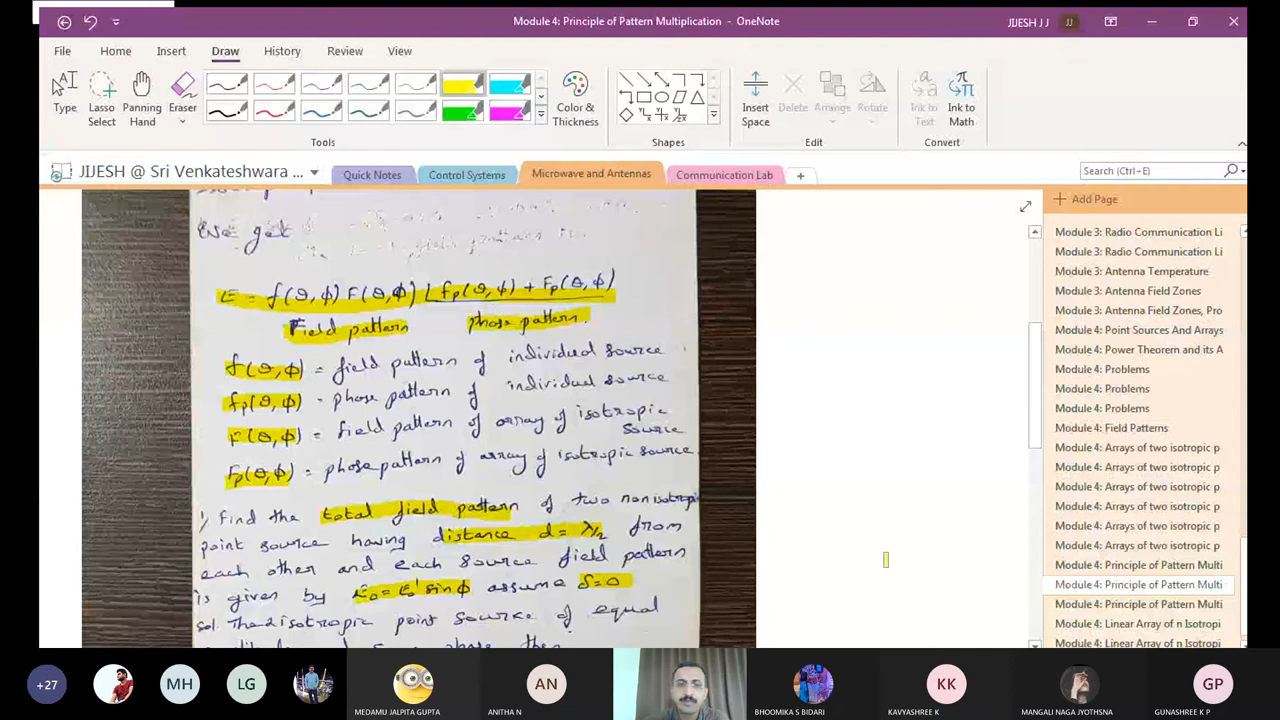 Module 4: Principle of Pattern Multiplication - OneNote
JIJESH J J
JJ
File Home Insert Draw History Review View
Type
Lasso Select
Panning Hand
Eraser
Color & Thickness
Insert Space
Delete
Arrange
Rotate
Ink to Text
Ink to Math
Tools
Shapes
Edit
Convert
JIJESH @ Sri Venkateshwara ...
Quick Notes
Control Systems
Microwave and Antennas
Communication Lab
Search (Ctrl+E)
Add Page
We get
E = f(θ,φ) F(θ,φ) ∠fp(θ,φ) + Fp(θ,φ)
Field pattern phase pattern
f(θ,φ) = field pattern of individual source
fp(θ,φ) = phase pattern of individual source
F(θ,φ) = field pattern of array of isotropic
source
Fp(θ,φ) = phase pattern of array of isotropic source
1) Find the total field pattern of two nonisotropic
point source having distance d = λ/2 from
each other and each source field pattern
is given by E0 = E0' sinφ assume δ=0
isotropic point source of equal
phase then
Module 3: Radio Communication Li
Module 3: Radio Communication Li
Module 3: Antenna Temperature
Module 3: Antenna Field Zones
Module 3: Antenna Field Zones, Pro
Module 4: Point Sources And Arrays
Module 4: Power Theorem and its A
Module 4: Problems
Module 4: Problems
Module 4: Problems
Module 4: Field Patterns
Module 4: Arrays of two isotropic p
Module 4: Arrays of two isotropic p
Module 4: Arrays of two isotropic p
Module 4: Arrays of two isotropic p
Module 4: Arrays of two isotropic p
Module 4: Arrays of two isotropic p
Module 4: Principle of Pattern Multi
Module 4: Principle of Pattern Multi
Module 4: Principle of Pattern Multi
Module 4: Linear Array of n Isotropi
Module 4: Linear Array of n Isotropi
+27
MH
LG
MEDAMU JALPITA GUPTA
AN
ANITHA N
BHOOMIKA S BIDARI
KK
KAVYASHREE K
MANGALI NAGA JYOTHSNA
GP
GUNASHREE K P